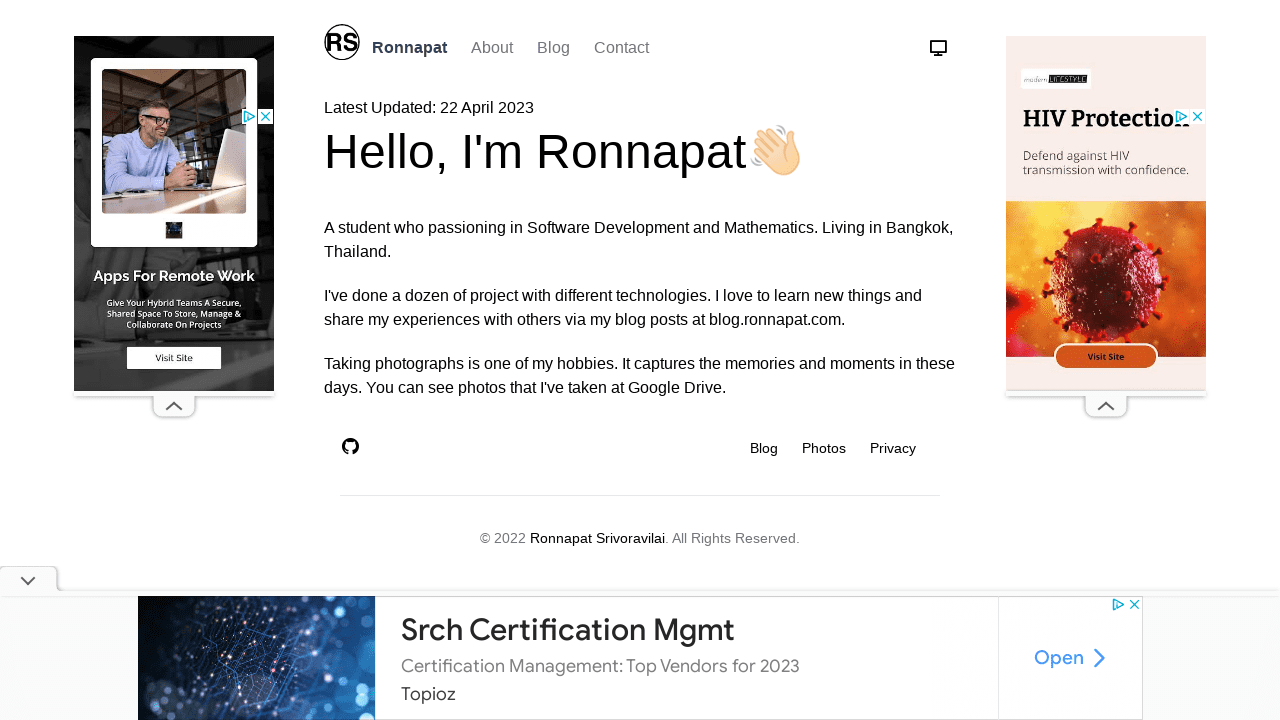 RS Ronnapat About Blog Contact
Latest Updated: 22 April 2023
Hello, I'm Ronnapat👋🏻
A student who passioning in Software Development and Mathematics. Living in Bangkok,
Thailand.
I've done a dozen of project with different technologies. I love to learn new things and
share my experiences with others via my blog posts at blog.ronnapat.com.
Taking photographs is one of my hobbies. It captures the memories and moments in these
days. You can see photos that I've taken at Google Drive.
Blog Photos Privacy
© 2022 Ronnapat Srivoravilai. All Rights Reserved.
Apps For Remote Work
Give Your Hybrid Teams A Secure,
Shared Space To Store, Manage &
Collaborate On Projects
Visit Site
modern LIFESTYLE
HIV Protection
Defend against HIV
transmission with confidence.
Visit Site
Srch Certification Mgmt
Certification Management: Top Vendors for 2023
Topioz
Open